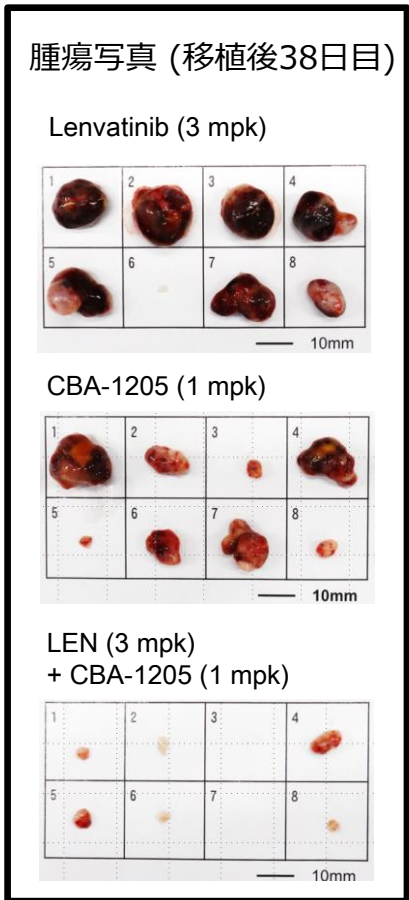 腫瘍写真 (移植後38日目)
Lenvatinib (3 mpk)
1 2 3 4
5 6 7 8
10mm
CBA-1205 (1 mpk)
1 2 3 4
5 6 7 8
10mm
LEN (3 mpk)
+ CBA-1205 (1 mpk)
1 2 3 4
5 6 7 8
10mm